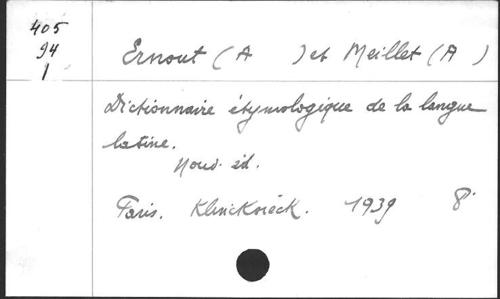 405
94
1
Ernout (A ) et Meillet (A )
Dictionnaire étymologique de la langue
latine.
Nouv. éd.
Paris. Klincksieck. 1939 8°